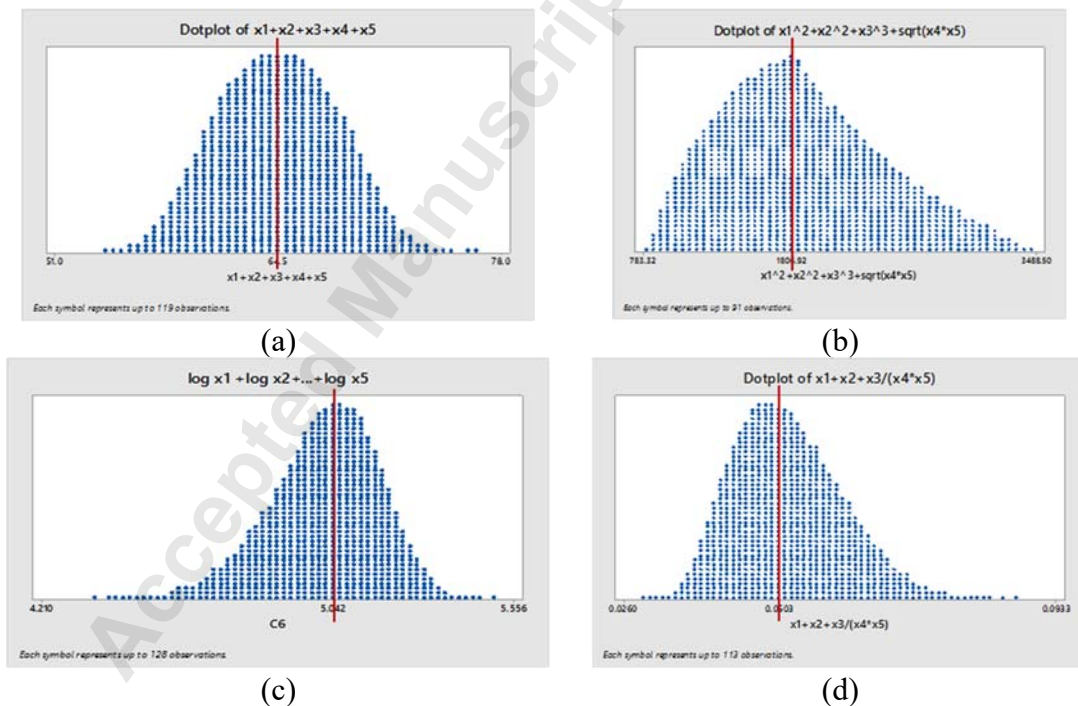 Dotplot of x1+x2+x3+x4+x5
51.0 64.5 78.0
x1+x2+x3+x4+x5
Each symbol represents up to 119 observations.
(a)
Dotplot of x1^2+x2^2+x3^3+sqrt(x4*x5)
783.32 3488.50
x1^2+x2^2+x3^3+sqrt(x4*x5)
Each symbol represents up to 91 observations.
(b)
log x1 +log x2+...+log x5
4.210 5.042 5.556
C6
Each symbol represents up to 128 observations.
(c)
Dotplot of x1+x2+x3/(x4*x5)
0.0260 0.0933
x1+x2+x3/(x4*x5)
Each symbol represents up to 113 observations.
(d)
Accepted Manuscrip